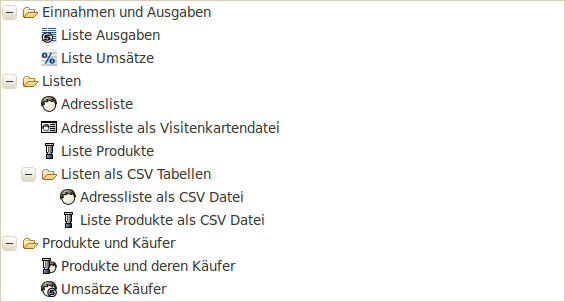 Einnahmen und Ausgaben
Liste Ausgaben
Liste Umsätze
Listen
Adressliste
Adressliste als Visitenkartendatei
Liste Produkte
Listen als CSV Tabellen
Adressliste als CSV Datei
Liste Produkte als CSV Datei
Produkte und Käufer
Produkte und deren Käufer
Umsätze Käufer